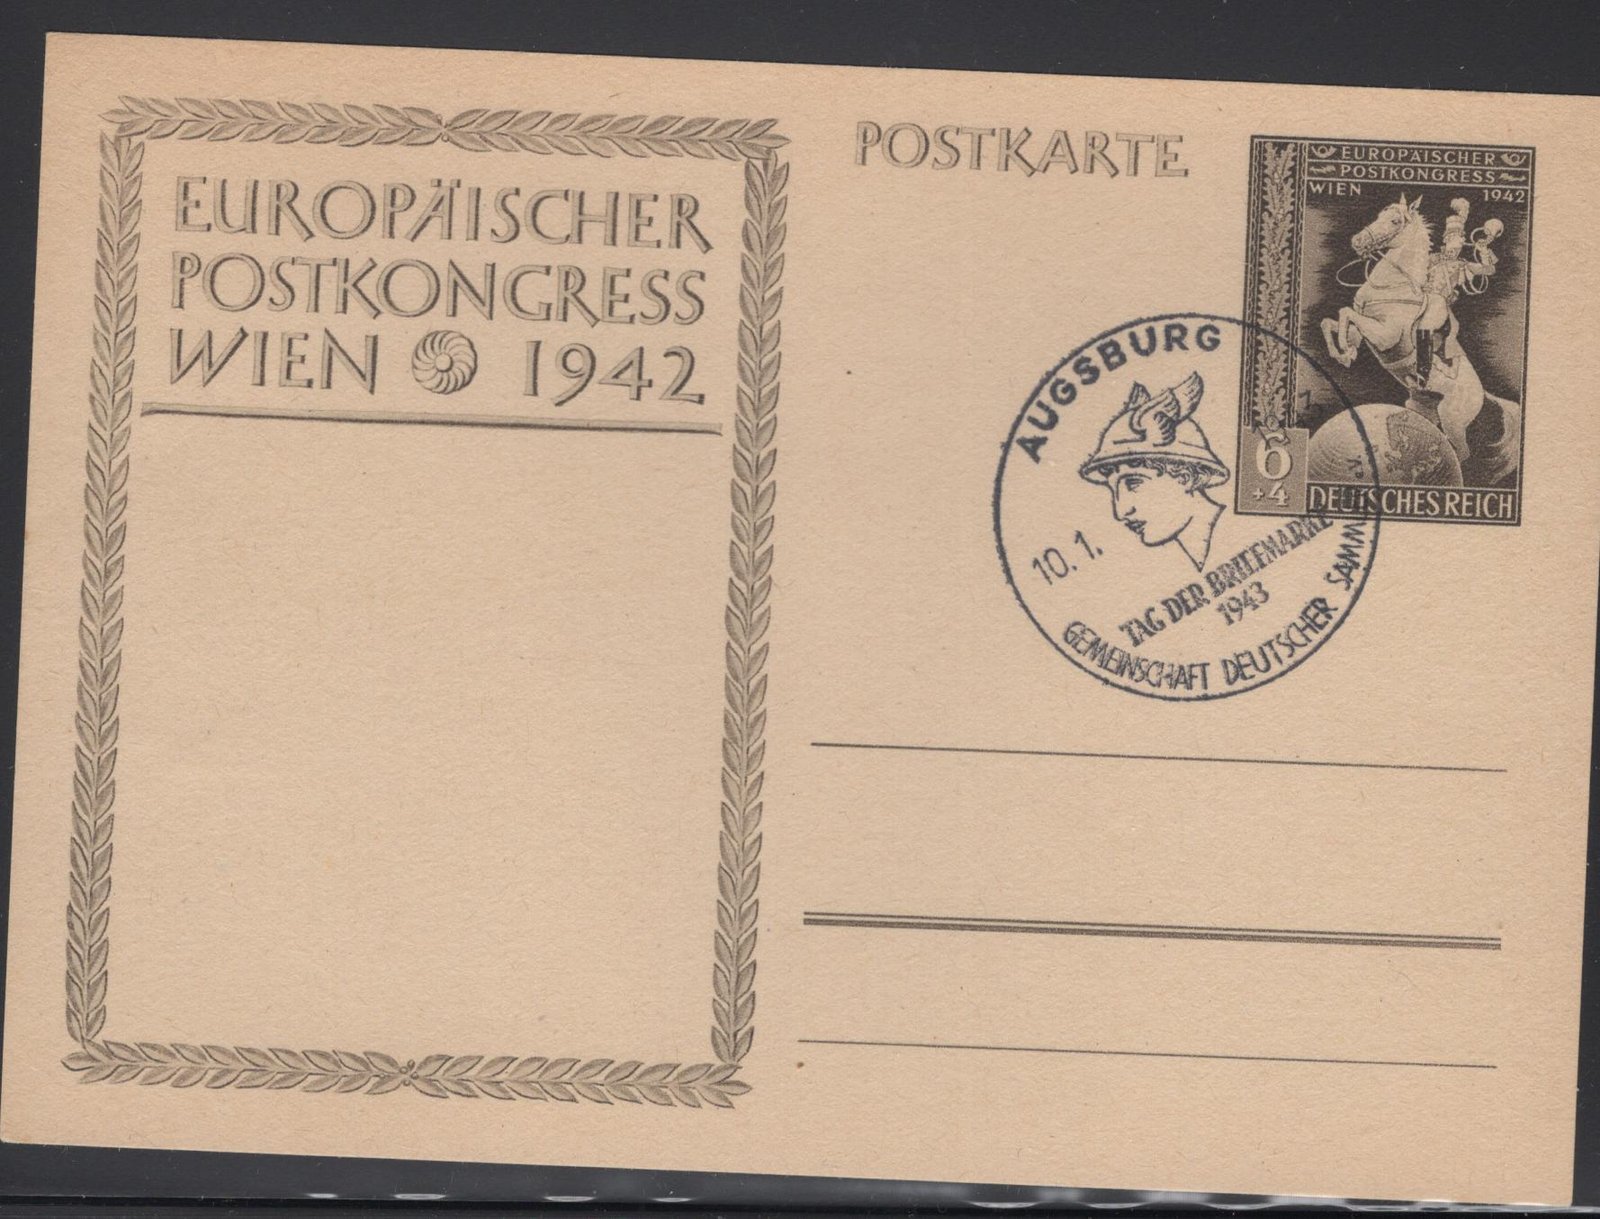 EUROPÄISCHER
POSTKONGRESS
WIEN 1942
POSTKARTE
EUROPÄISCHER
POSTKONGRESS
WIEN 1942
6
+4
DEUTSCHES REICH
AUGSBURG
10.1.
TAG DER BRIEFMARKE
1943
GEMEINSCHAFT DEUTSCHER SAMMLER